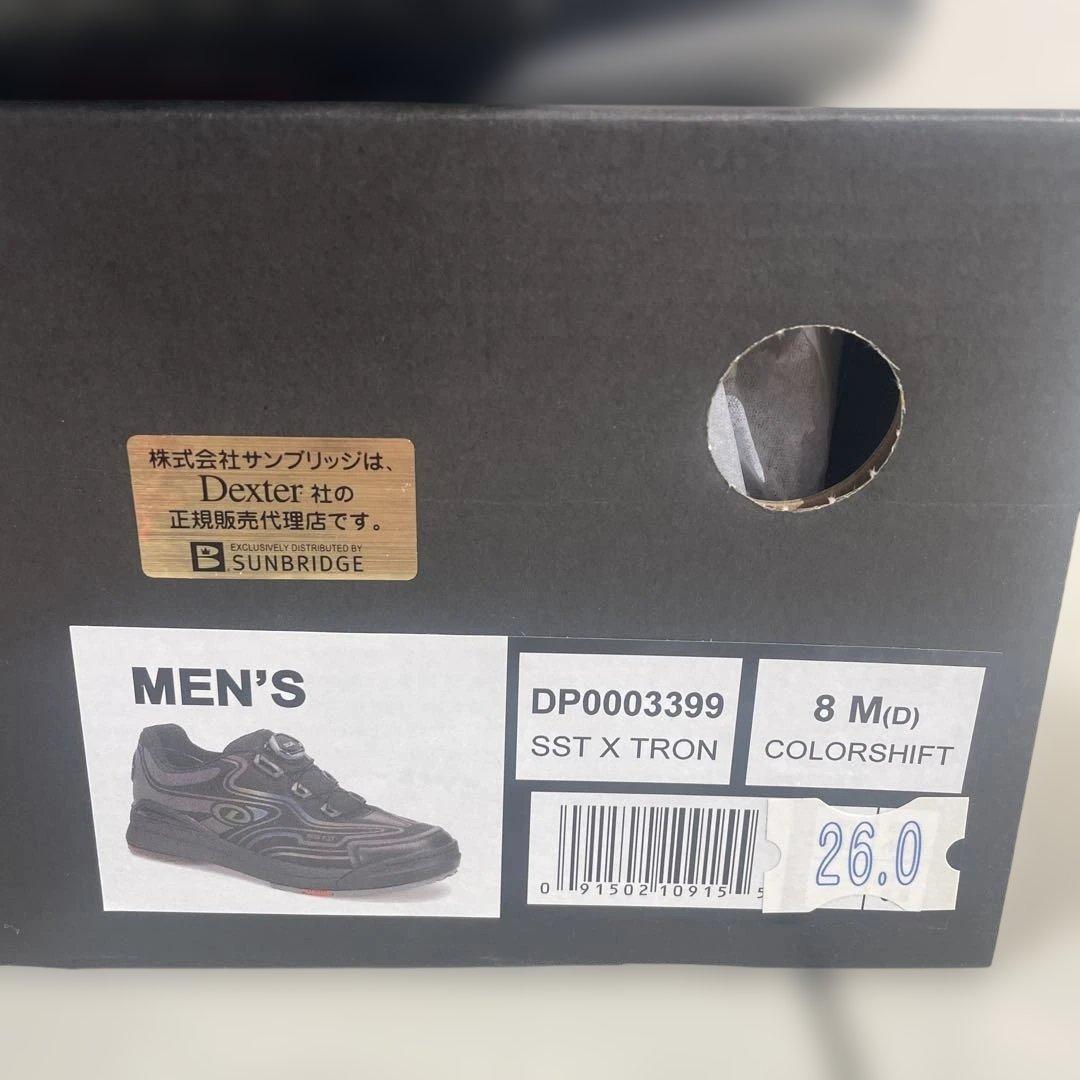 株式会社サンブリッジは、
Dexter 社の
正規販売代理店です。
EXCLUSIVELY DISTRIBUTED BY
B SUNBRIDGE
MEN'S
DP0003399
SST X TRON
8 M(D)
COLORSHIFT
0 91502 10915 5
26.0